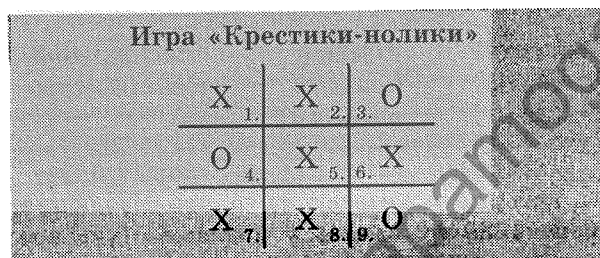 Игра «Крестики-нолики»
Х 1. Х 2. 3. О
О 4. Х 5. 6. Х
Х 7. Х 8. 9. О